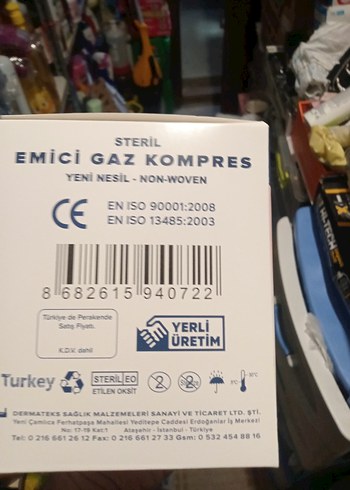 STERİL
EMİCİ GAZ KOMPRES
YENİ NESİL - NON-WOVEN
CE
EN ISO 90001:2008
EN ISO 13485:2003
8 682615 940722
Türkiye de Perakende
Satış Fiyatı.
K.D.V. dahil
YERLİ
ÜRETİM
Turkey
STERİL EO
ETİLEN OKSİT
2
DERMATEKS SAĞLIK MALZEMELERİ SANAYİ VE TİCARET LTD. ŞTİ.
Yeni Çamlıca Ferhatpaşa Mahallesi Yeditepe Caddesi Erdoğanlar İş Merkezi
No: 17-19 Kat:1 Ataşehir - İstanbul - Türkiye
Tel: 0 216 661 26 12 Fax: 0 216 661 27 33 Gsm: 0 532 454 88 16